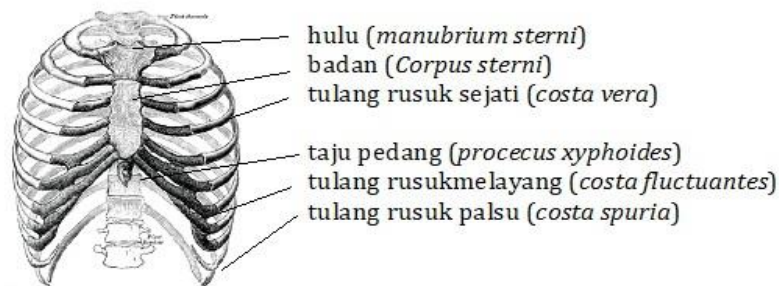 hulu (manubrium sterni)
badan (Corpus sterni)
tulang rusuk sejati (costa vera)
taju pedang (procecus xyphoides)
tulang rusukmelayang (costa fluctuantes)
tulang rusuk palsu (costa spuria)